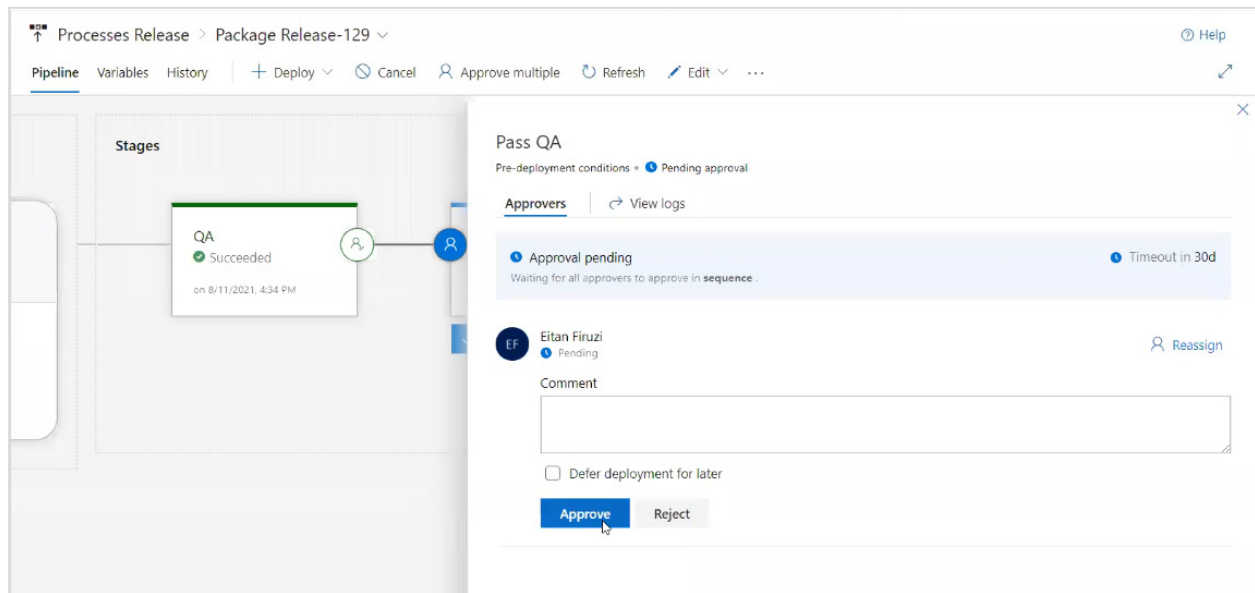 Processes Release > Package Release-129
Help
Pipeline Variables History + Deploy Cancel Approve multiple Refresh Edit ...
Stages
QA
Succeeded
on 8/11/2021, 4:34 PM
Pass QA
Pre-deployment conditions • Pending approval
Approvers View logs
Approval pending Timeout in 30d
Waiting for all approvers to approve in sequence .
EF Eitan Firuzi
Pending
Reassign
Comment
Defer deployment for later
Approve Reject